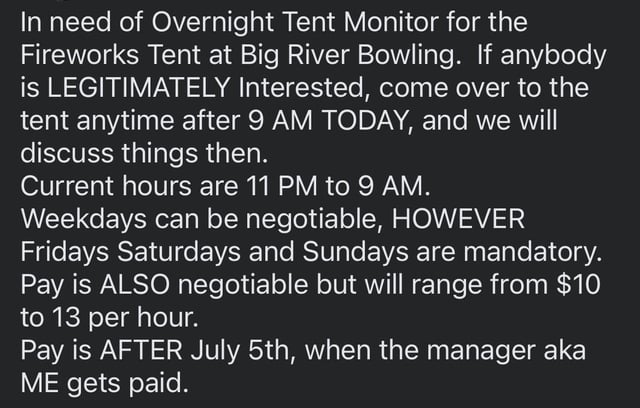 In need of Overnight Tent Monitor for the
Fireworks Tent at Big River Bowling.  If anybody
is LEGITIMATELY Interested, come over to the
tent anytime after 9 AM TODAY, and we will
discuss things then.
Current hours are 11 PM to 9 AM.
Weekdays can be negotiable, HOWEVER
Fridays Saturdays and Sundays are mandatory.
Pay is ALSO negotiable but will range from $10
to 13 per hour.
Pay is AFTER July 5th, when the manager aka
ME gets paid.